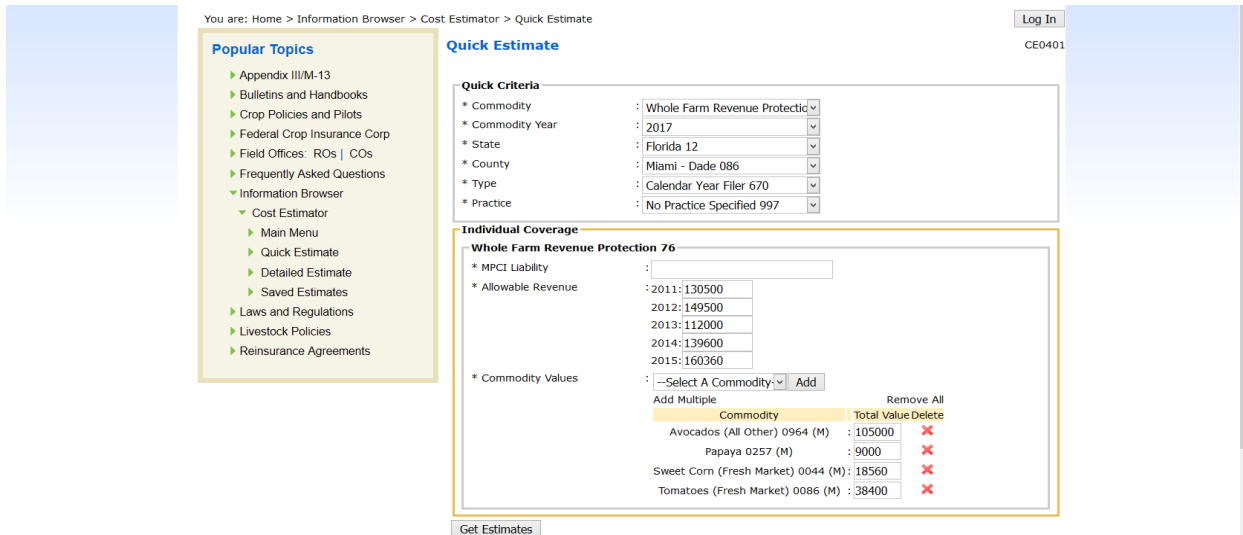 You are: Home > Information Browser > Cost Estimator > Quick Estimate
Log In
Popular Topics
Appendix III/M-13
Bulletins and Handbooks
Crop Policies and Pilots
Federal Crop Insurance Corp
Field Offices: ROs | COs
Frequently Asked Questions
Information Browser
Cost Estimator
Main Menu
Quick Estimate
Detailed Estimate
Saved Estimates
Laws and Regulations
Livestock Policies
Reinsurance Agreements
Quick Estimate
CE0401
Quick Criteria
* Commodity : Whole Farm Revenue Protectio
* Commodity Year : 2017
* State : Florida 12
* County : Miami - Dade 086
* Type : Calendar Year Filer 670
* Practice : No Practice Specified 997
Individual Coverage
Whole Farm Revenue Protection 76
* MPCI Liability :
* Allowable Revenue : 2011: 130500
2012: 149500
2013: 112000
2014: 139600
2015: 160360
* Commodity Values : --Select A Commodity- Add
Add Multiple Remove All
Commodity Total Value Delete
Avocados (All Other) 0964 (M) : 105000
Papaya 0257 (M) : 9000
Sweet Corn (Fresh Market) 0044 (M) : 18560
Tomatoes (Fresh Market) 0086 (M) : 38400
Get Estimates